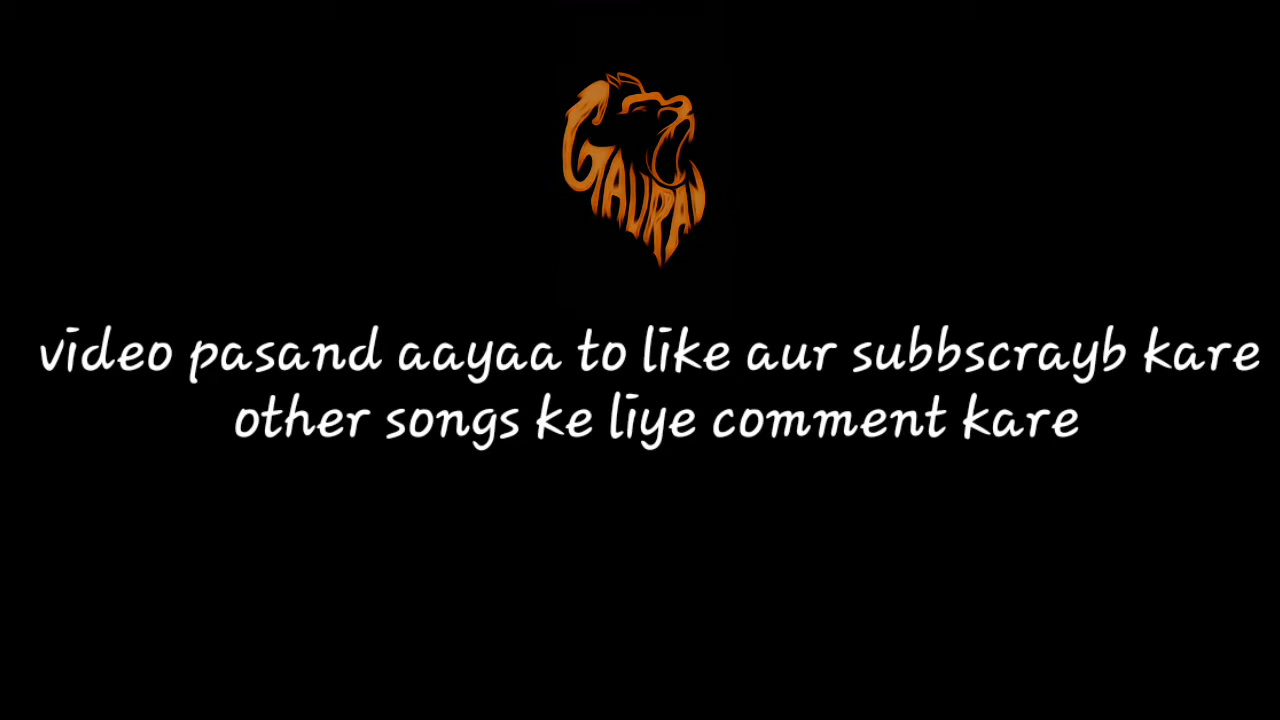 GAURAV
video pasand aayaa to like aur subbscrayb kare
other songs ke liye comment kare